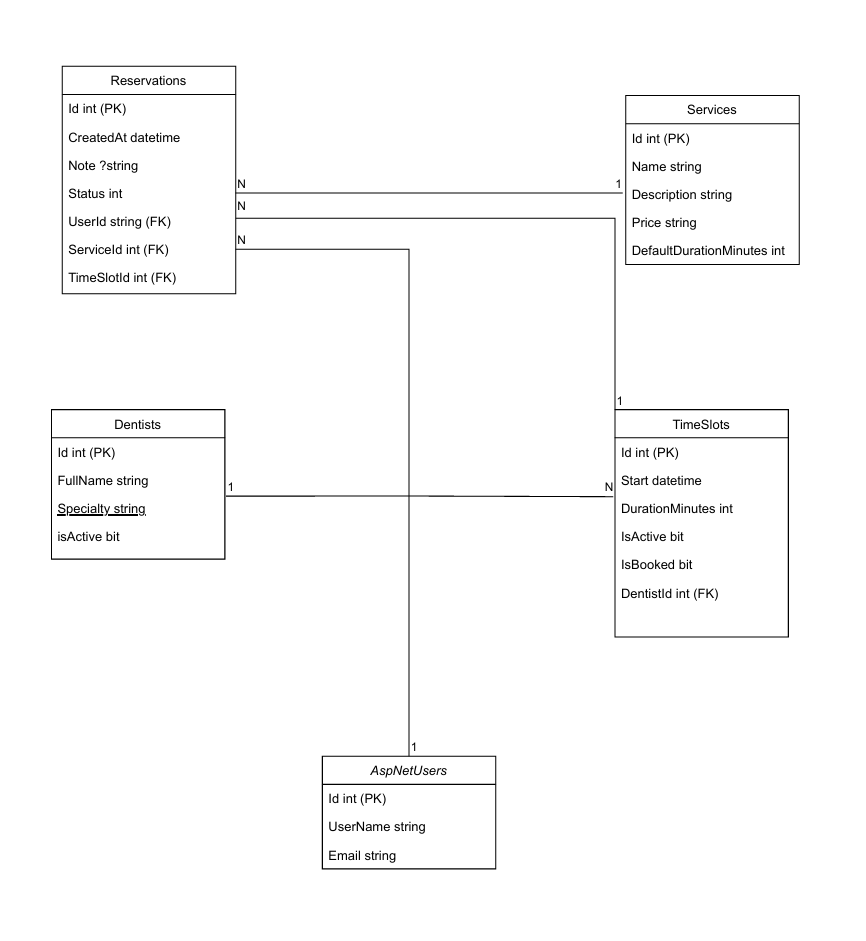 Reservations
Id int (PK)
CreatedAt datetime
Note ?string
Status int
UserId string (FK)
ServiceId int (FK)
TimeSlotId int (FK)
N
N
N
1
Services
Id int (PK)
Name string
Description string
Price string
DefaultDurationMinutes int
Dentists
Id int (PK)
FullName string
Specialty string
isActive bit
1
N
1
TimeSlots
Id int (PK)
Start datetime
DurationMinutes int
IsActive bit
IsBooked bit
DentistId int (FK)
1
AspNetUsers
Id int (PK)
UserName string
Email string